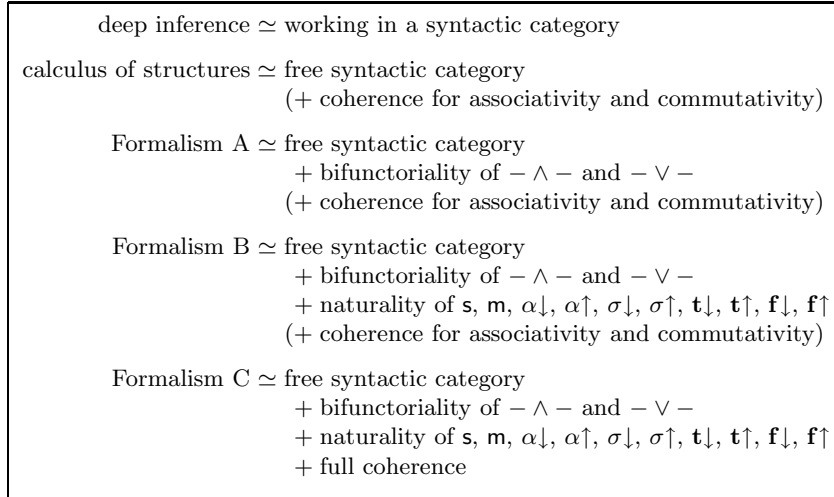 deep inference ≃ working in a syntactic category
calculus of structures ≃ free syntactic category
(+ coherence for associativity and commutativity)
Formalism A ≃ free syntactic category
+ bifunctoriality of − ∧ − and − ∨ −
(+ coherence for associativity and commutativity)
Formalism B ≃ free syntactic category
+ bifunctoriality of − ∧ − and − ∨ −
+ naturality of s, m, α↓, α↑, σ↓, σ↑, t↓, t↑, f↓, f↑
(+ coherence for associativity and commutativity)
Formalism C ≃ free syntactic category
+ bifunctoriality of − ∧ − and − ∨ −
+ naturality of s, m, α↓, α↑, σ↓, σ↑, t↓, t↑, f↓, f↑
+ full coherence